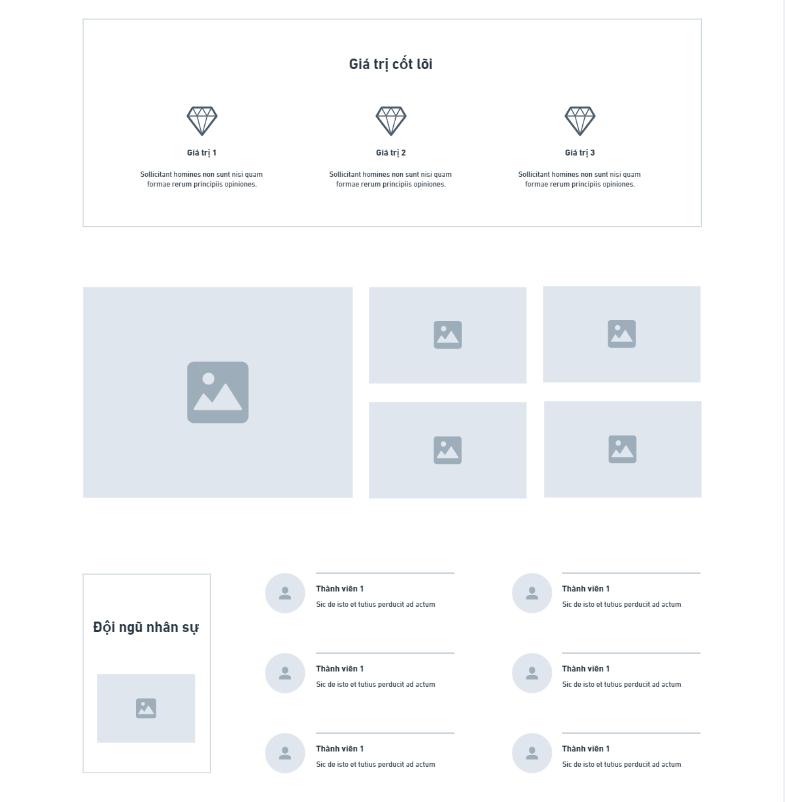 Giá trị cốt lõi
Giá trị 1
Sollicitant homines non sunt nisi quam
formae rerum principiis opiniones.
Giá trị 2
Sollicitant homines non sunt nisi quam
formae rerum principiis opiniones.
Giá trị 3
Sollicitant homines non sunt nisi quam
formae rerum principiis opiniones.
Đội ngũ nhân sự
Thành viên 1
Sic de isto et tutius perducit ad actum
Thành viên 1
Sic de isto et tutius perducit ad actum
Thành viên 1
Sic de isto et tutius perducit ad actum
Thành viên 1
Sic de isto et tutius perducit ad actum
Thành viên 1
Sic de isto et tutius perducit ad actum
Thành viên 1
Sic de isto et tutius perducit ad actum